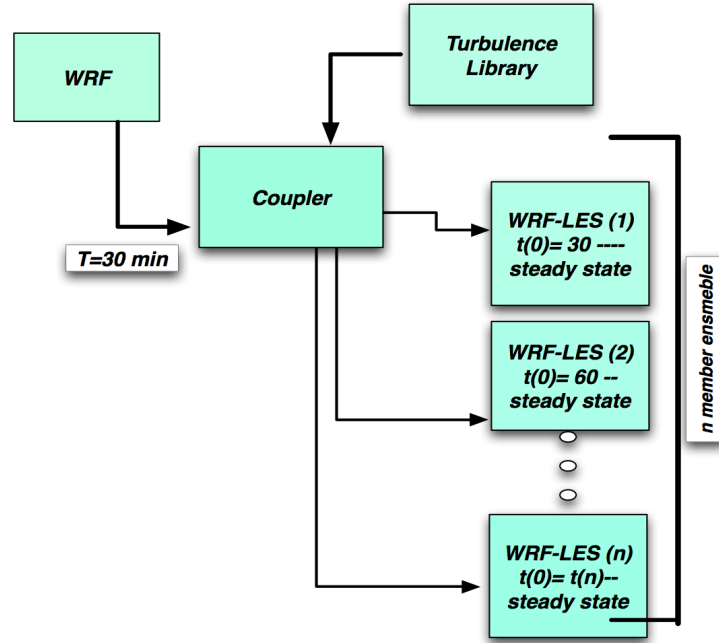 WRF
Turbulence
Library
Coupler
T=30 min
WRF-LES (1)
t(0)= 30 ----
steady state
WRF-LES (2)
t(0)= 60 --
steady state
WRF-LES (n)
t(0)= t(n)--
steady state
n member ensmeble